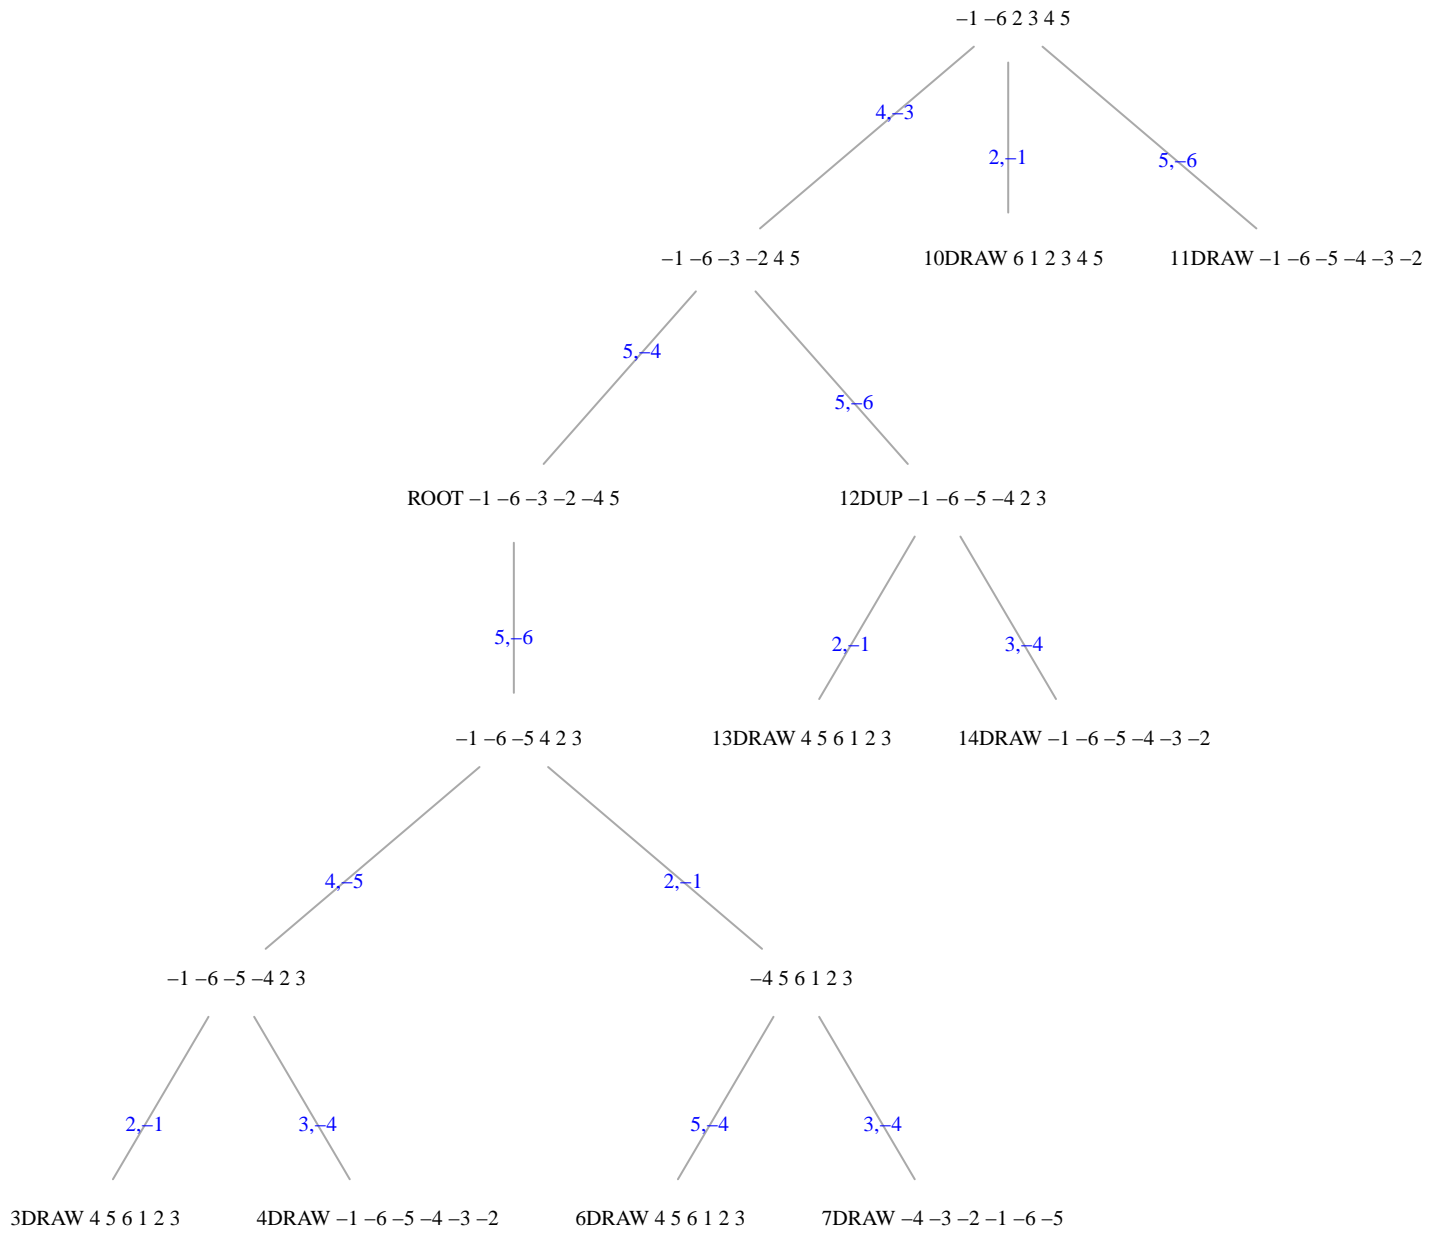 –1 –6 2 3 4 5
4,–3
2,–1
5,–6
–1 –6 –3 –2 4 5
10DRAW 6 1 2 3 4 5
11DRAW –1 –6 –5 –4 –3 –2
5,–4
5,–6
ROOT –1 –6 –3 –2 –4 5
12DUP –1 –6 –5 –4 2 3
5,–6
2,–1
3,–4
–1 –6 –5 4 2 3
13DRAW 4 5 6 1 2 3
14DRAW –1 –6 –5 –4 –3 –2
4,–5
2,–1
–1 –6 –5 –4 2 3
–4 5 6 1 2 3
2,–1
3,–4
5,–4
3,–4
3DRAW 4 5 6 1 2 3
4DRAW –1 –6 –5 –4 –3 –2
6DRAW 4 5 6 1 2 3
7DRAW –4 –3 –2 –1 –6 –5